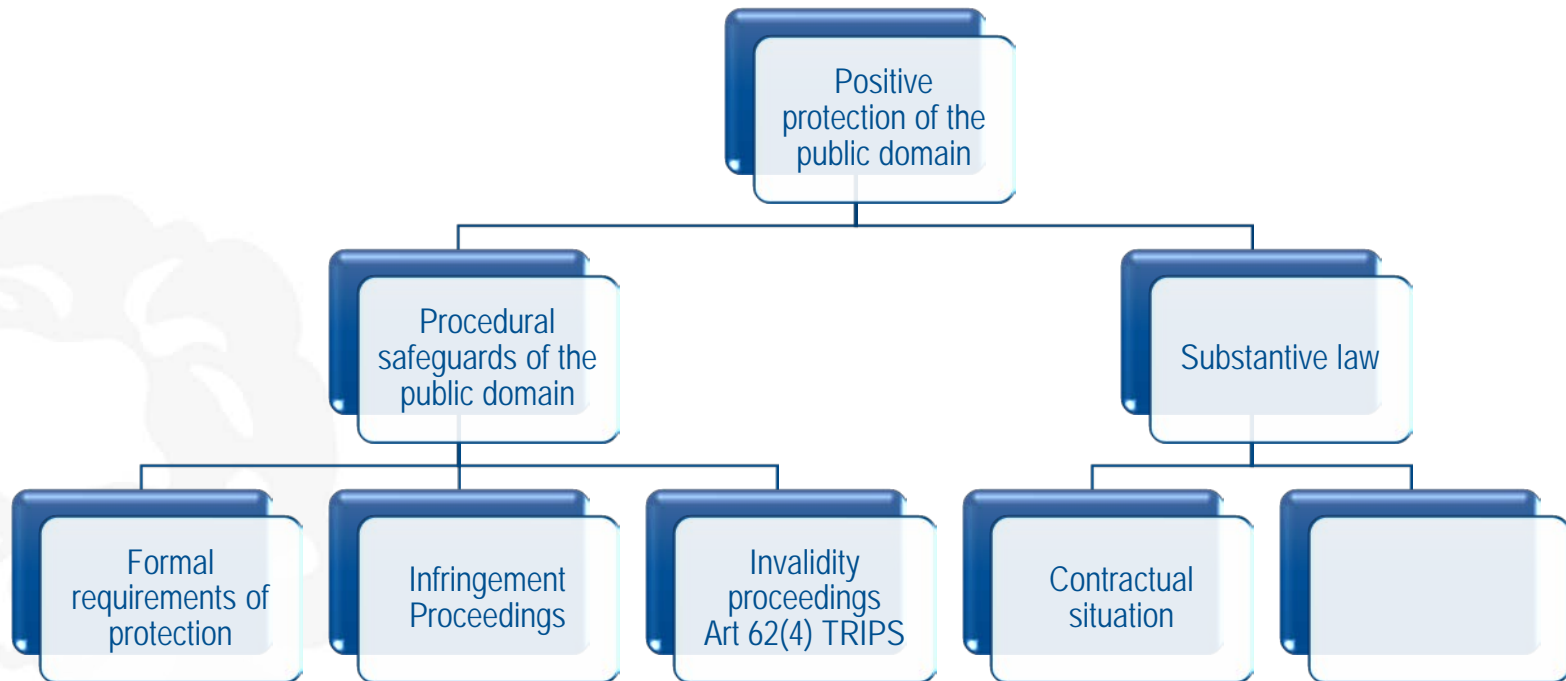 Positive
protection of the
public domain
Procedural
safeguards of the
public domain
Substantive law
Formal
requirements of
protection
Infringement
Proceedings
Invalidity
proceedings
Art 62(4) TRIPS
Contractual
situation